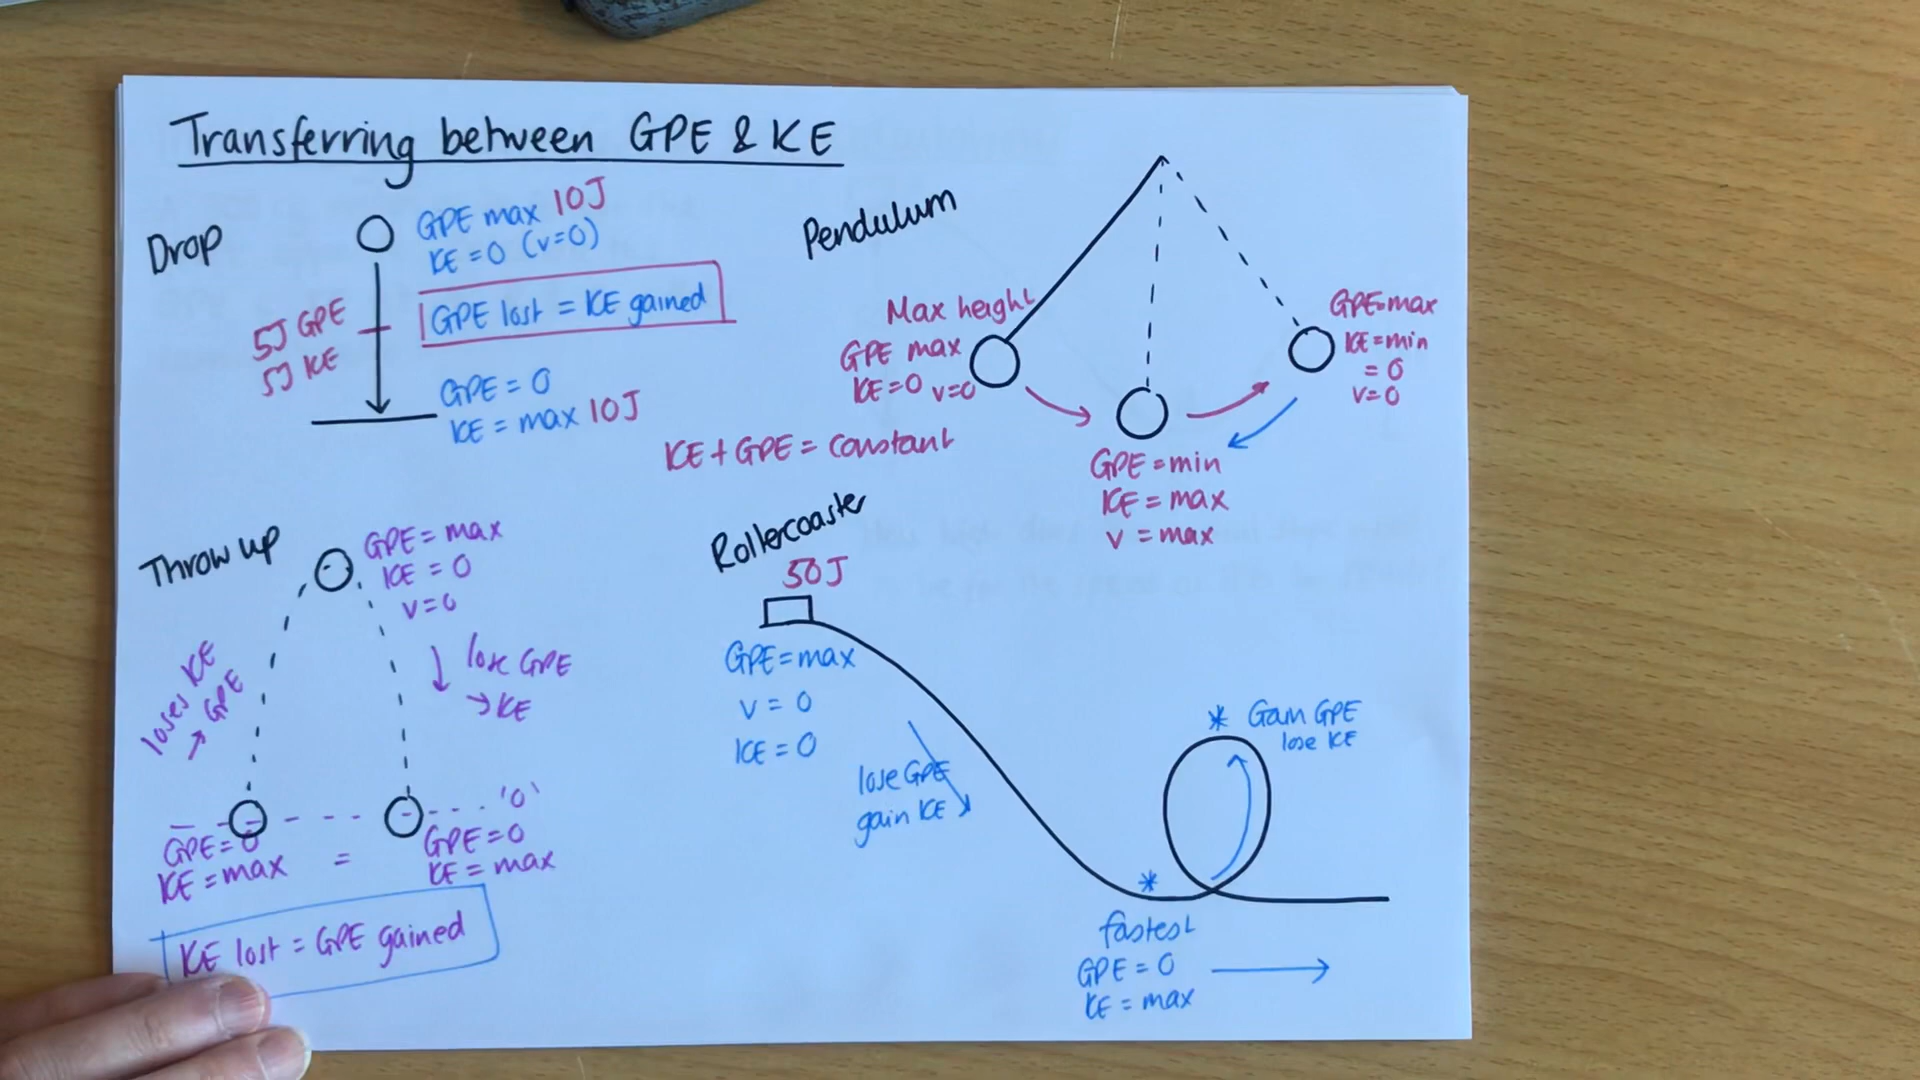 Transferring between GPE & KE
Drop
GPE max 10J
KE = 0 (v=0)
GPE lost = KE gained
5J GPE
5J KE
GPE = 0
KE = max 10J
Pendulum
Max height
GPE max
KE=0 v=0
GPE=max
KE=min
= 0
v=0
GPE=min
KE = max
v = max
KE + GPE = constant
Throw up
GPE = max
KE = 0
v=0
loses KE
→ GPE
lose GPE
→ KE
'0'
GPE=0
KE =max
=
GPE=0
KE = max
KE lost = GPE gained
Rollercoaster
50J
GPE=max
v = 0
KE = 0
lose GPE
gain KE
* Gain GPE
lose KE
*
fastest
GPE = 0
KE = max